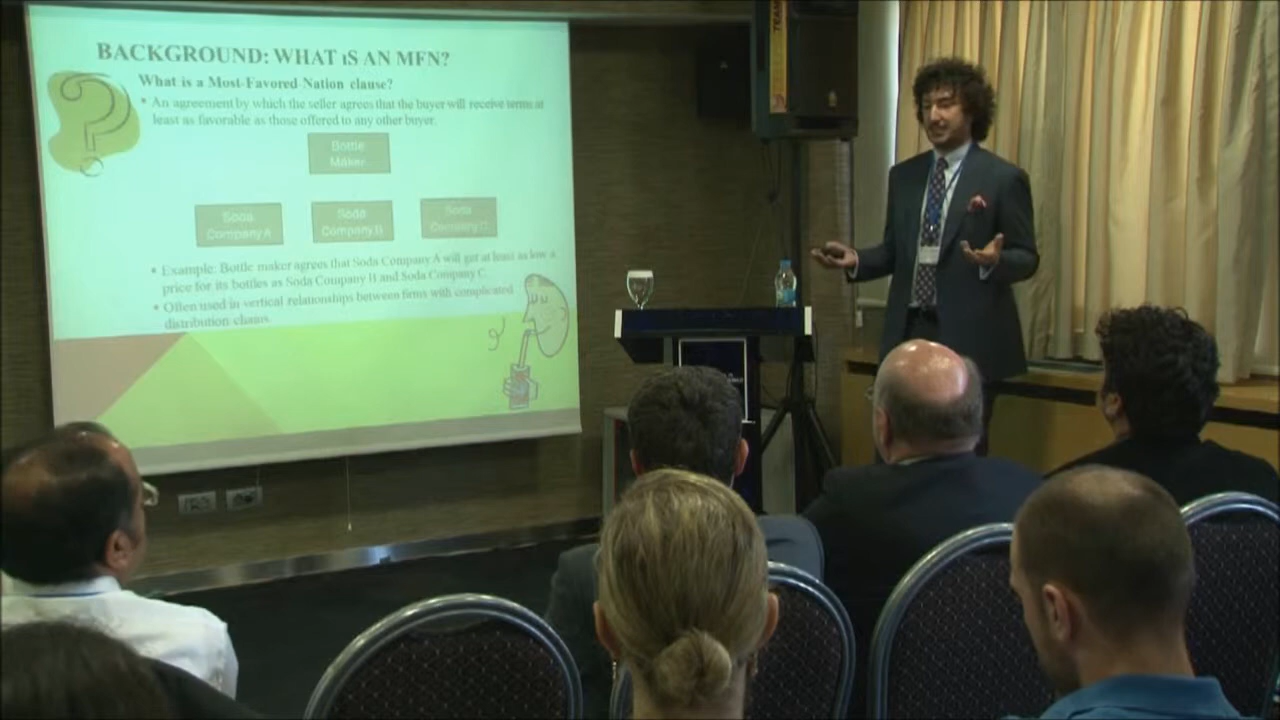 BACKGROUND: WHAT iS AN MFN?
What is a Most-Favored-Nation clause?
• An agreement by which the seller agrees that the buyer will receive terms at
least as favorable as those offered to any other buyer.
Bottle
Maker
Soda
Company A
Soda
Company B
Soda
Company C
• Example: Bottle maker agrees that Soda Company A will get at least as low a
price for its bottles as Soda Company B and Soda Company C.
• Often used in vertical relationships between firms with complicated
distribution chains.
TEAM